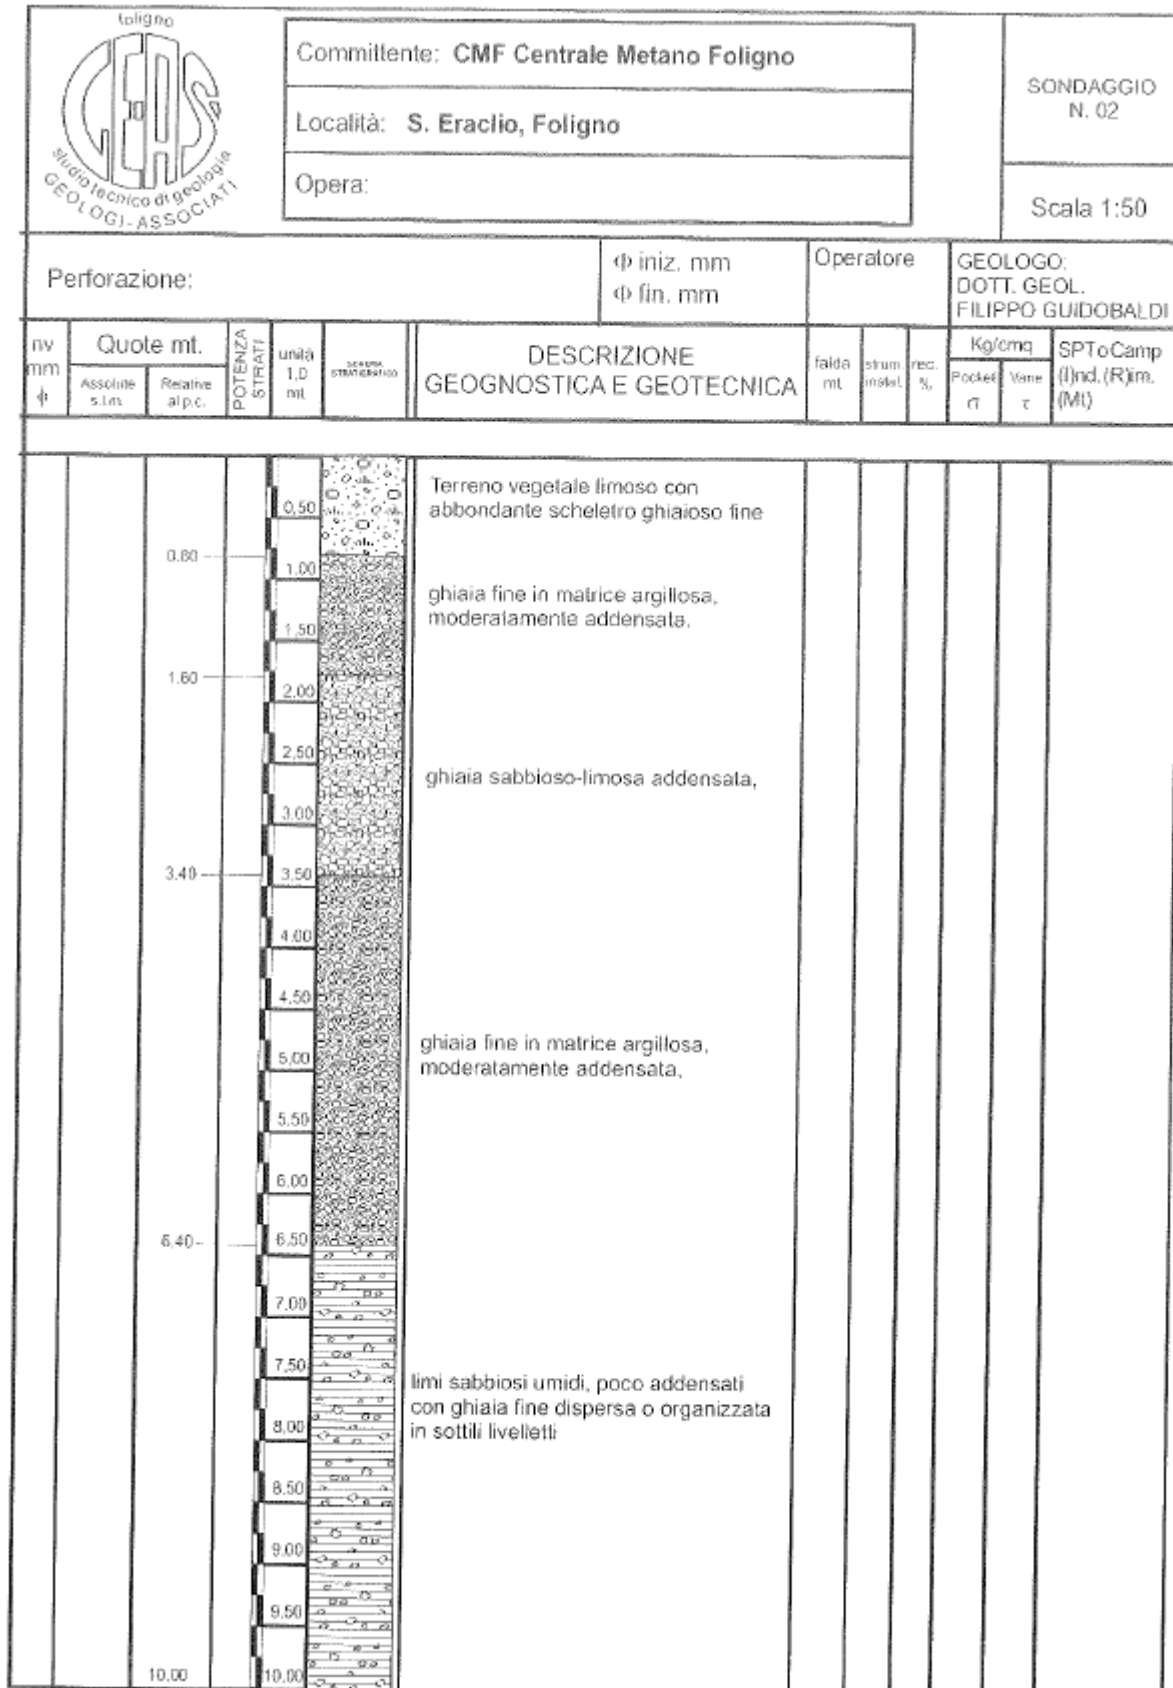 foligno
CEAS
studio tecnico di geologia
GEOLOGI-ASSOCIATI
Committente: CMF Centrale Metano Foligno
Località: S. Eraclio, Foligno
Opera:
SONDAGGIO
N. 02
Scala 1:50
Perforazione:
Φ iniz. mm
Φ fin. mm
Operatore
GEOLOGO:
DOTT. GEOL.
FILIPPO GUIDOBALDI
nv
mm
ϕ
Quote mt.
Assolute
s.l.m.
Relative
al p.c.
POTENZA
STRATI
unità
1,0
mt.
SCHEMA
STRATIGRAFICO
DESCRIZIONE
GEOGNOSTICA E GEOTECNICA
falda
mt.
strum.
instal.
rec.
%
Kg/cmq
Pocket
σ
Vane
τ
SPToCamp
(I)nd.(R)im.
(Mt)
Terreno vegetale limoso con
abbondante scheletro ghiaioso fine
0,50
0.80
1,00
ghiaia fine in matrice argillosa,
moderatamente addensata.
1,50
1.60
2,00
2,50
ghiaia sabbioso-limosa addensata,
3,00
3.40
3,50
4,00
4,50
ghiaia fine in matrice argillosa,
moderatamente addensata,
5,00
5.50
6,00
6,40
6,50
7,00
7,50
limi sabbiosi umidi, poco addensati
con ghiaia fine dispersa o organizzata
in sottili livelletti
8,00
8,50
9,00
9,50
10,00
10,00